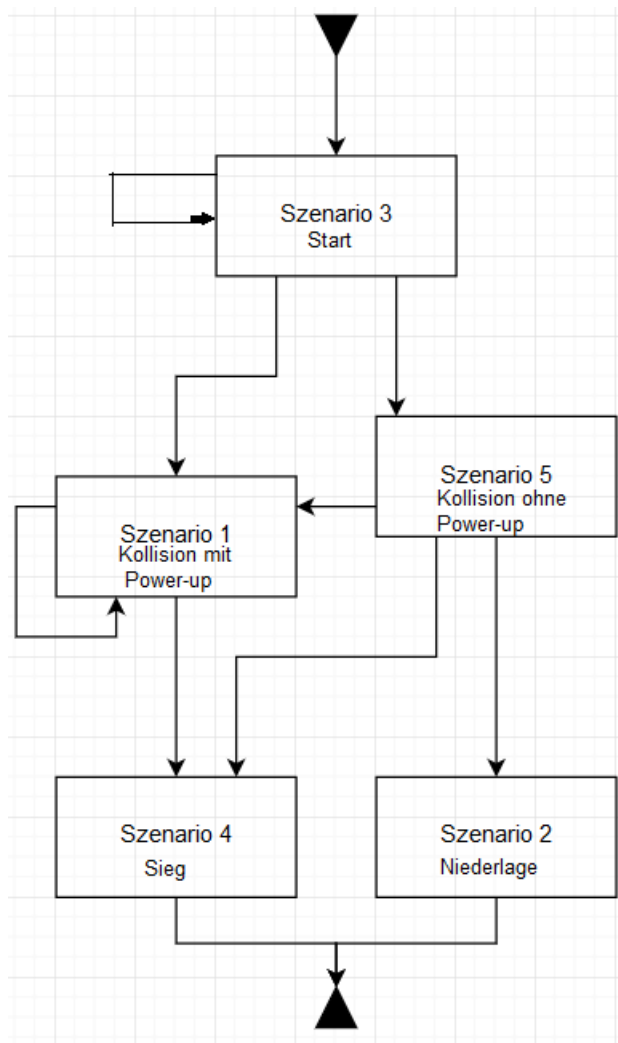 Szenario 3
Start
Szenario 5
Kollision ohne
Power-up
Szenario 1
Kollision mit
Power-up
Szenario 4
Sieg
Szenario 2
Niederlage